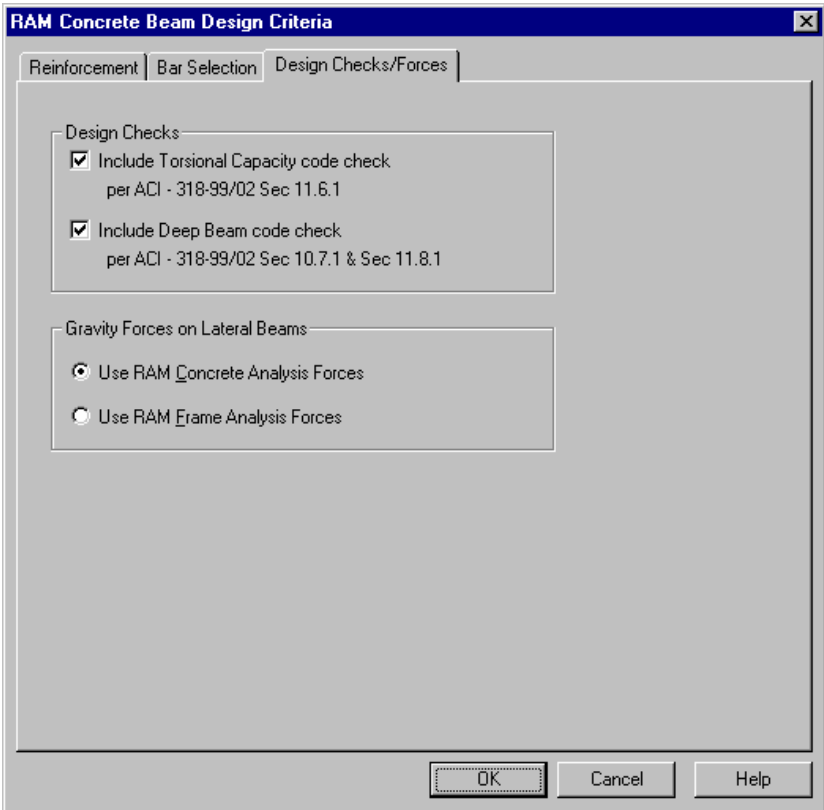 RAM Concrete Beam Design Criteria
Reinforcement Bar Selection Design Checks/Forces
Design Checks
Include Torsional Capacity code check
per ACI - 318-99/02 Sec 11.6.1
Include Deep Beam code check
per ACI - 318-99/02 Sec 10.7.1 & Sec 11.8.1
Gravity Forces on Lateral Beams
Use RAM Concrete Analysis Forces
Use RAM Frame Analysis Forces
OK Cancel Help